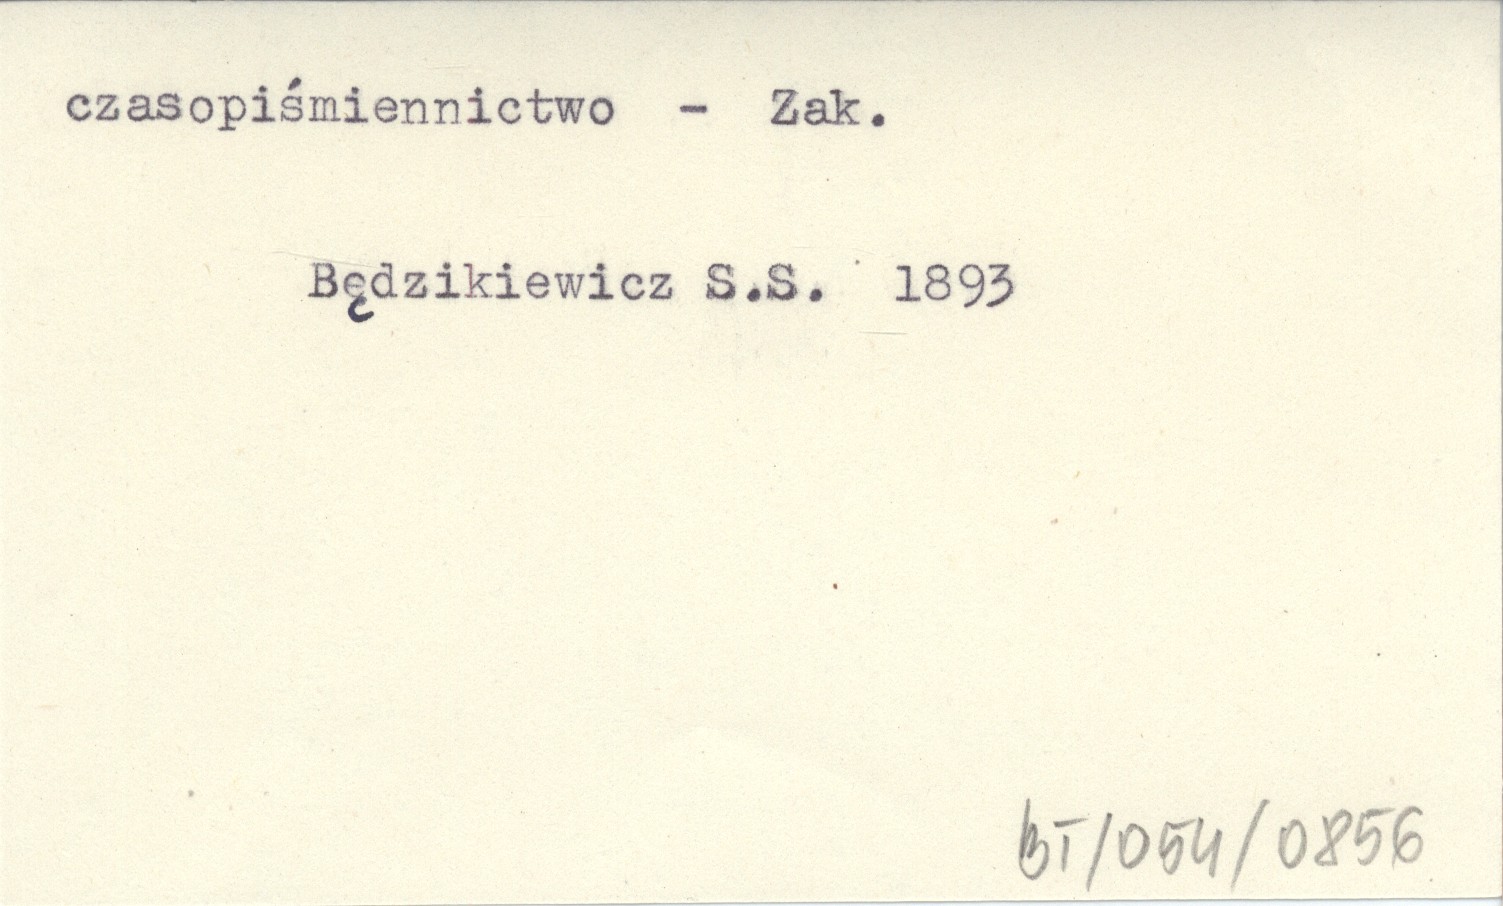 czasopiśmiennictwo - Zak.
Będzikiewicz S.S. 1893
BT/054/0856